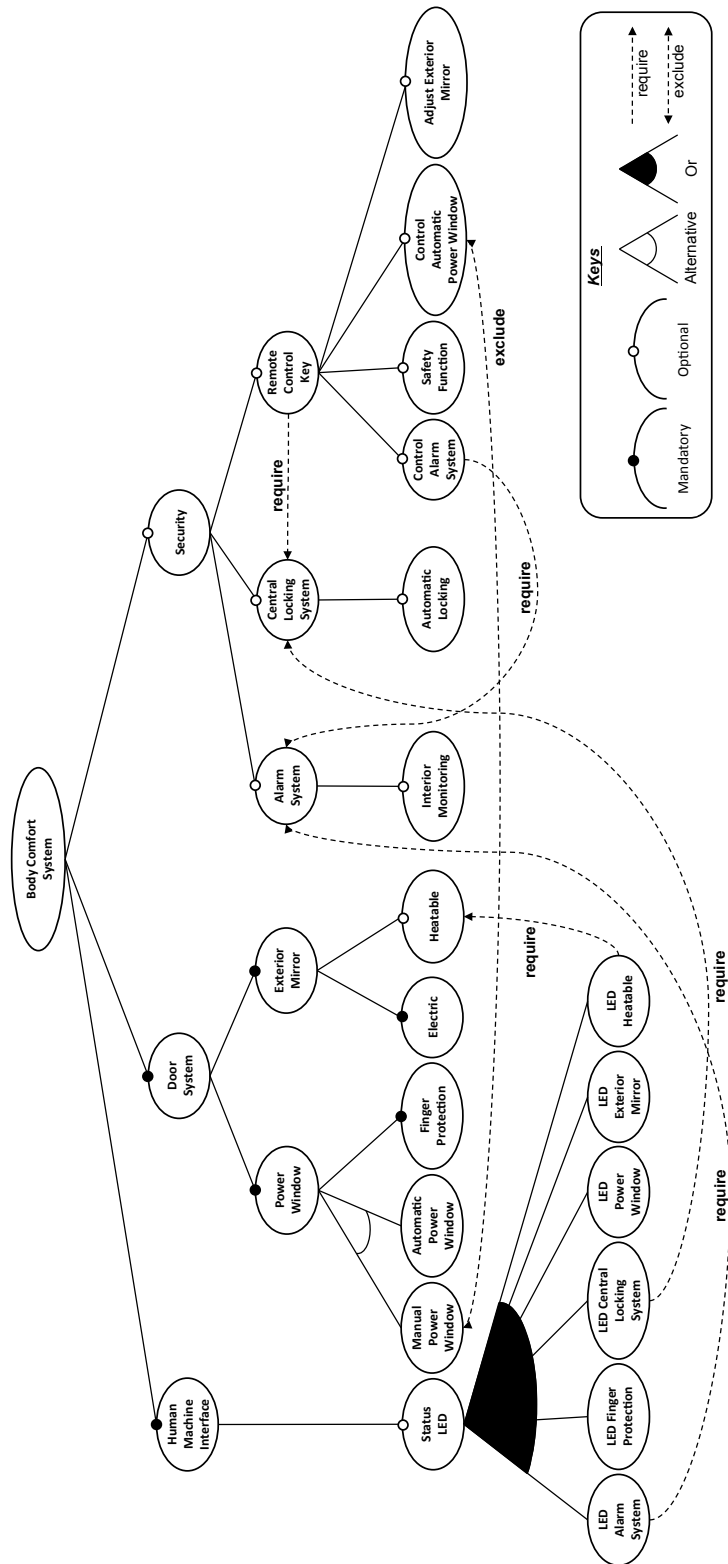 Body Comfort
System
Human
Machine
Interface
Door
System
Security
Power
Window
Exterior
Mirror
Alarm
System
Central
Locking
System
require
Remote
Control
Key
Status
LED
Manual
Power
Window
Automatic
Power
Window
Finger
Protection
Electric
Heatable
Interior
Monitoring
Automatic
Locking
Control
Alarm
System
Safety
Function
Control
Automatic
Power Window
Adjust Exterior
Mirror
exclude
require
require
LED
Alarm
System
LED Finger
Protection
LED Central
Locking
System
LED
Power
Window
LED
Exterior
Mirror
LED
Heatable
require
require
Keys
Mandatory
Optional
Alternative
Or
require
exclude